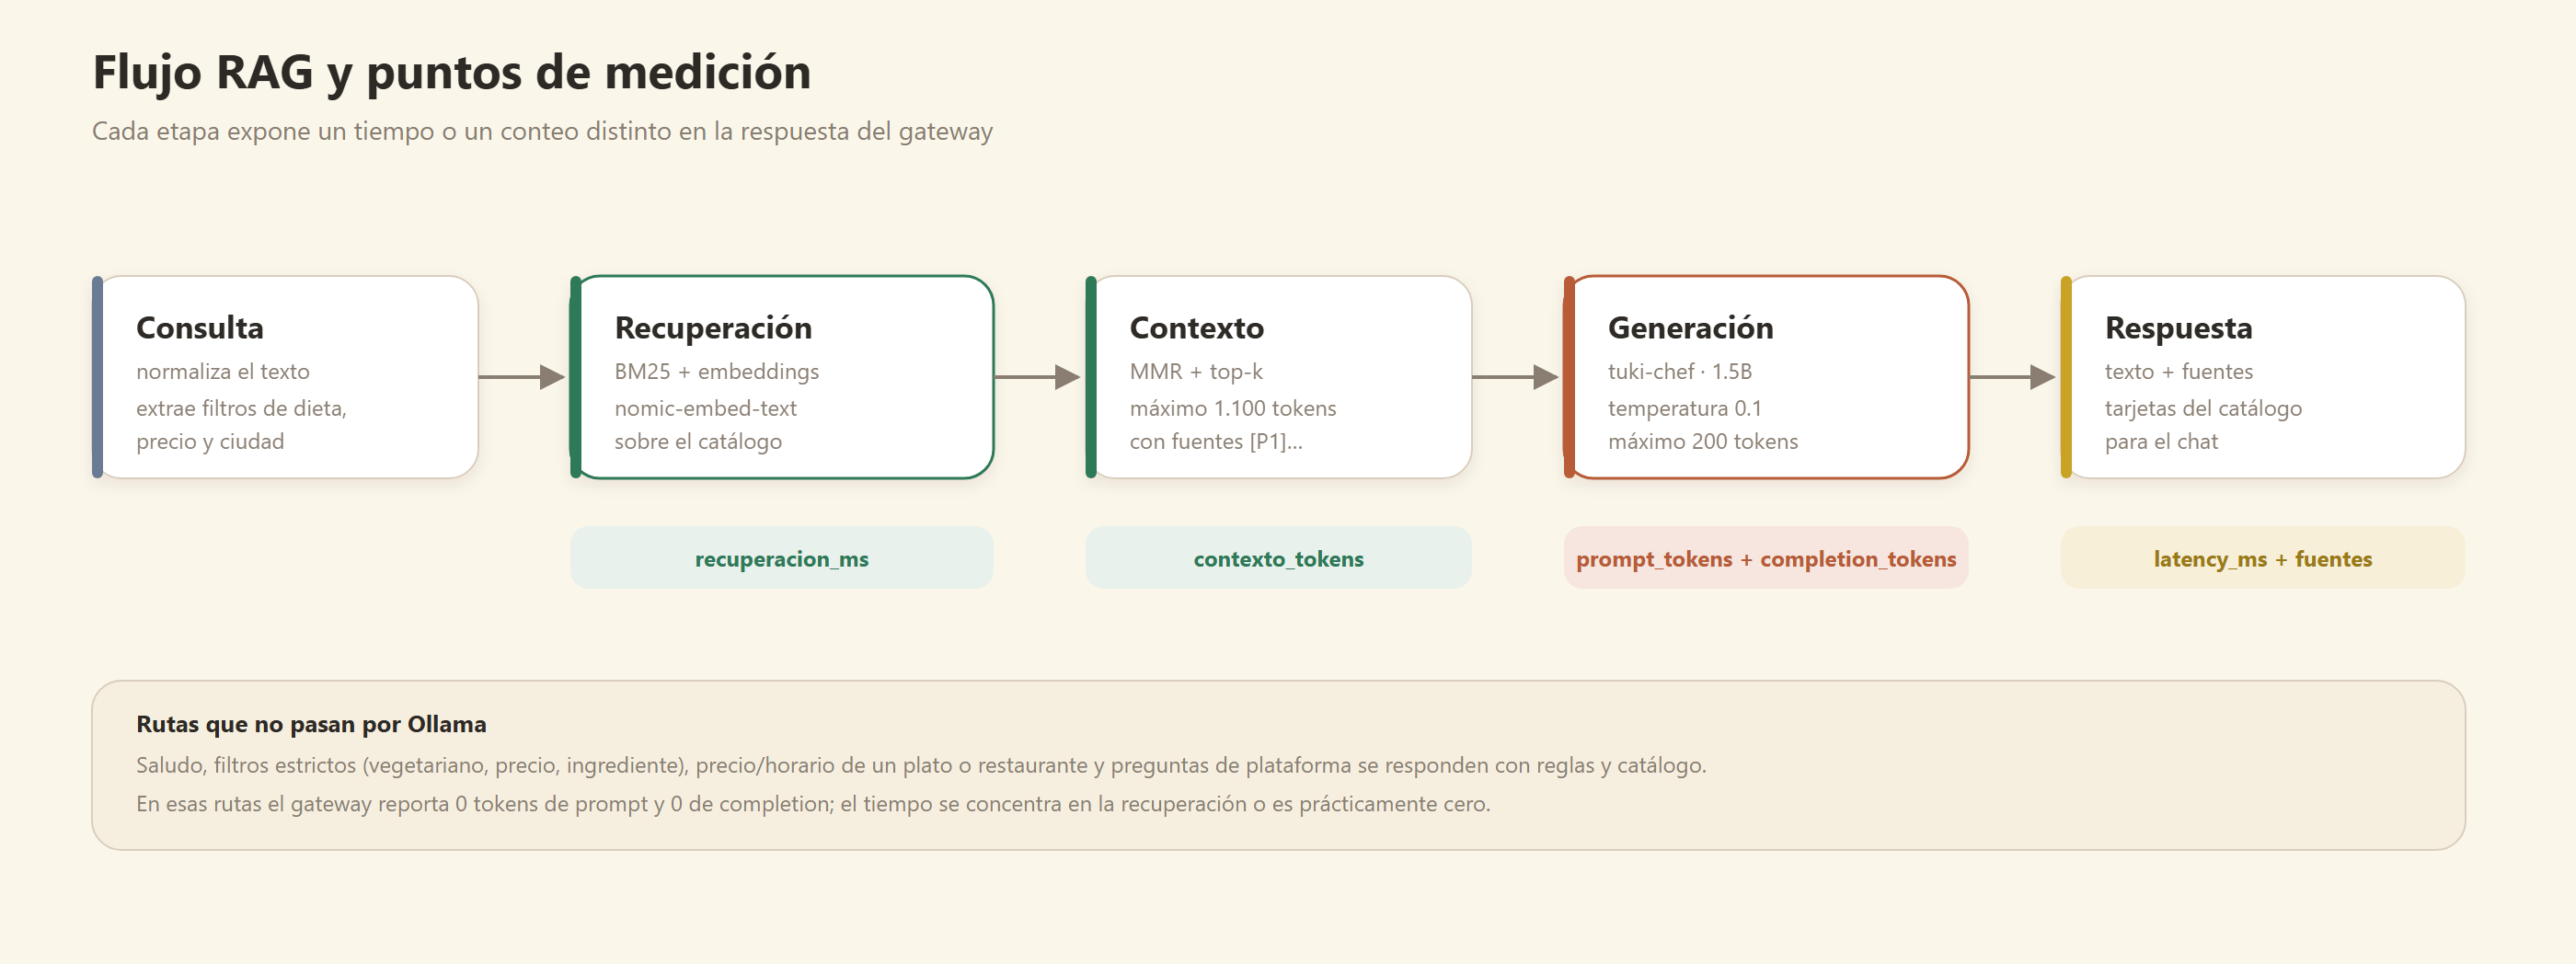 Flujo RAG y puntos de medición
Cada etapa expone un tiempo o un conteo distinto en la respuesta del gateway
Consulta
normaliza el texto
extrae filtros de dieta,
precio y ciudad
Recuperación
BM25 + embeddings
nomic-embed-text
sobre el catálogo
recuperacion_ms
Contexto
MMR + top-k
máximo 1.100 tokens
con fuentes [P1]...
contexto_tokens
Generación
tuki-chef · 1.5B
temperatura 0.1
máximo 200 tokens
prompt_tokens + completion_tokens
Respuesta
texto + fuentes
tarjetas del catálogo
para el chat
latency_ms + fuentes
Rutas que no pasan por Ollama
Saludo, filtros estrictos (vegetariano, precio, ingrediente), precio/horario de un plato o restaurante y preguntas de plataforma se responden con reglas y catálogo.
En esas rutas el gateway reporta 0 tokens de prompt y 0 de completion; el tiempo se concentra en la recuperación o es prácticamente cero.